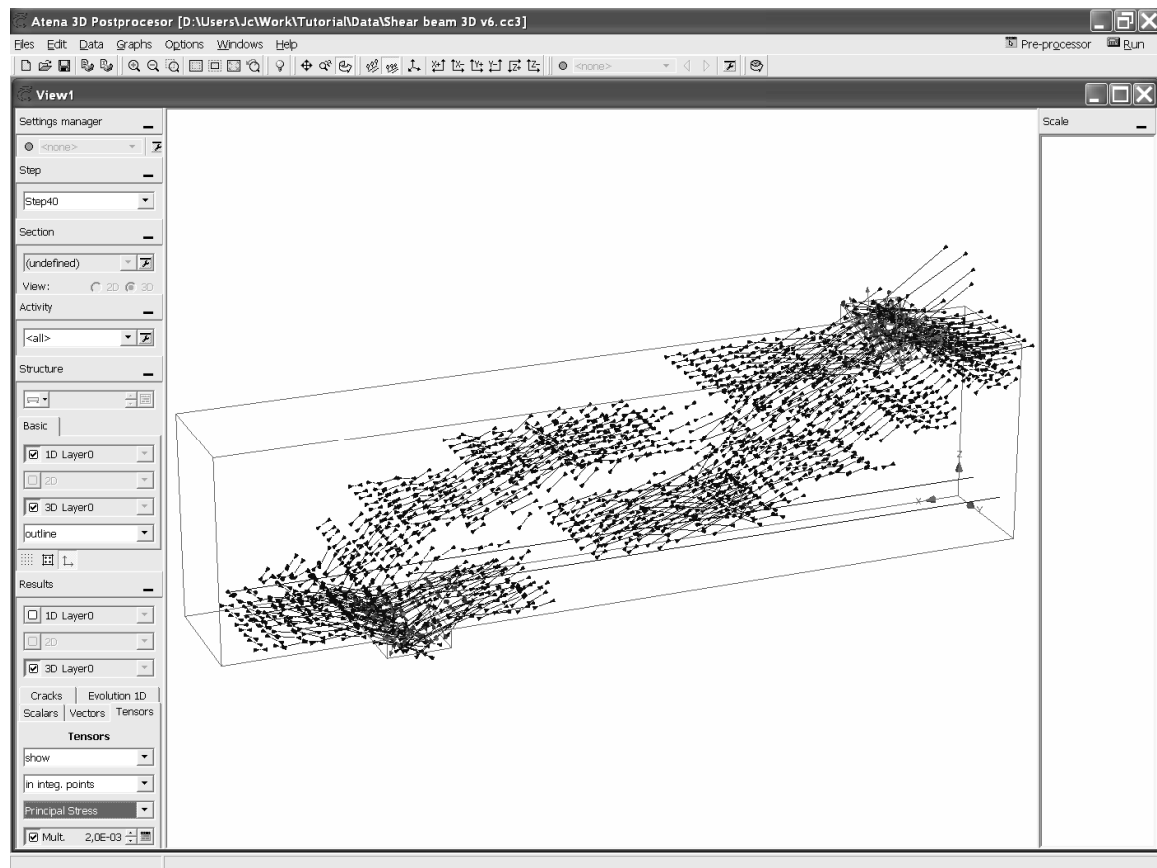 Atena 3D Postprocesor [D:\Users\Jc\Work\Tutorial\Data\Shear beam 3D v6.cc3]
Files Edit Data Graphs Options Windows Help Pre-processor Run
<none>
View1
Settings manager
Scale
<none>
Step
Step40
Section
(undefined)
View: 2D 3D
Activity
<all>
Structure
Basic
1D Layer0
2D
3D Layer0
outline
Results
1D Layer0
2D
3D Layer0
Cracks Evolution 1D
Scalars Vectors Tensors
Tensors
show
in integ. points
Principal Stress
Mult. 2,0E-03
Z
X
Y